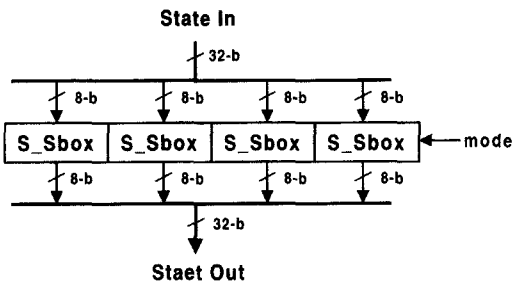 State In
32-b
8-b 8-b 8-b 8-b
S_Sbox S_Sbox S_Sbox S_Sbox mode
8-b 8-b 8-b 8-b
32-b
Staet Out